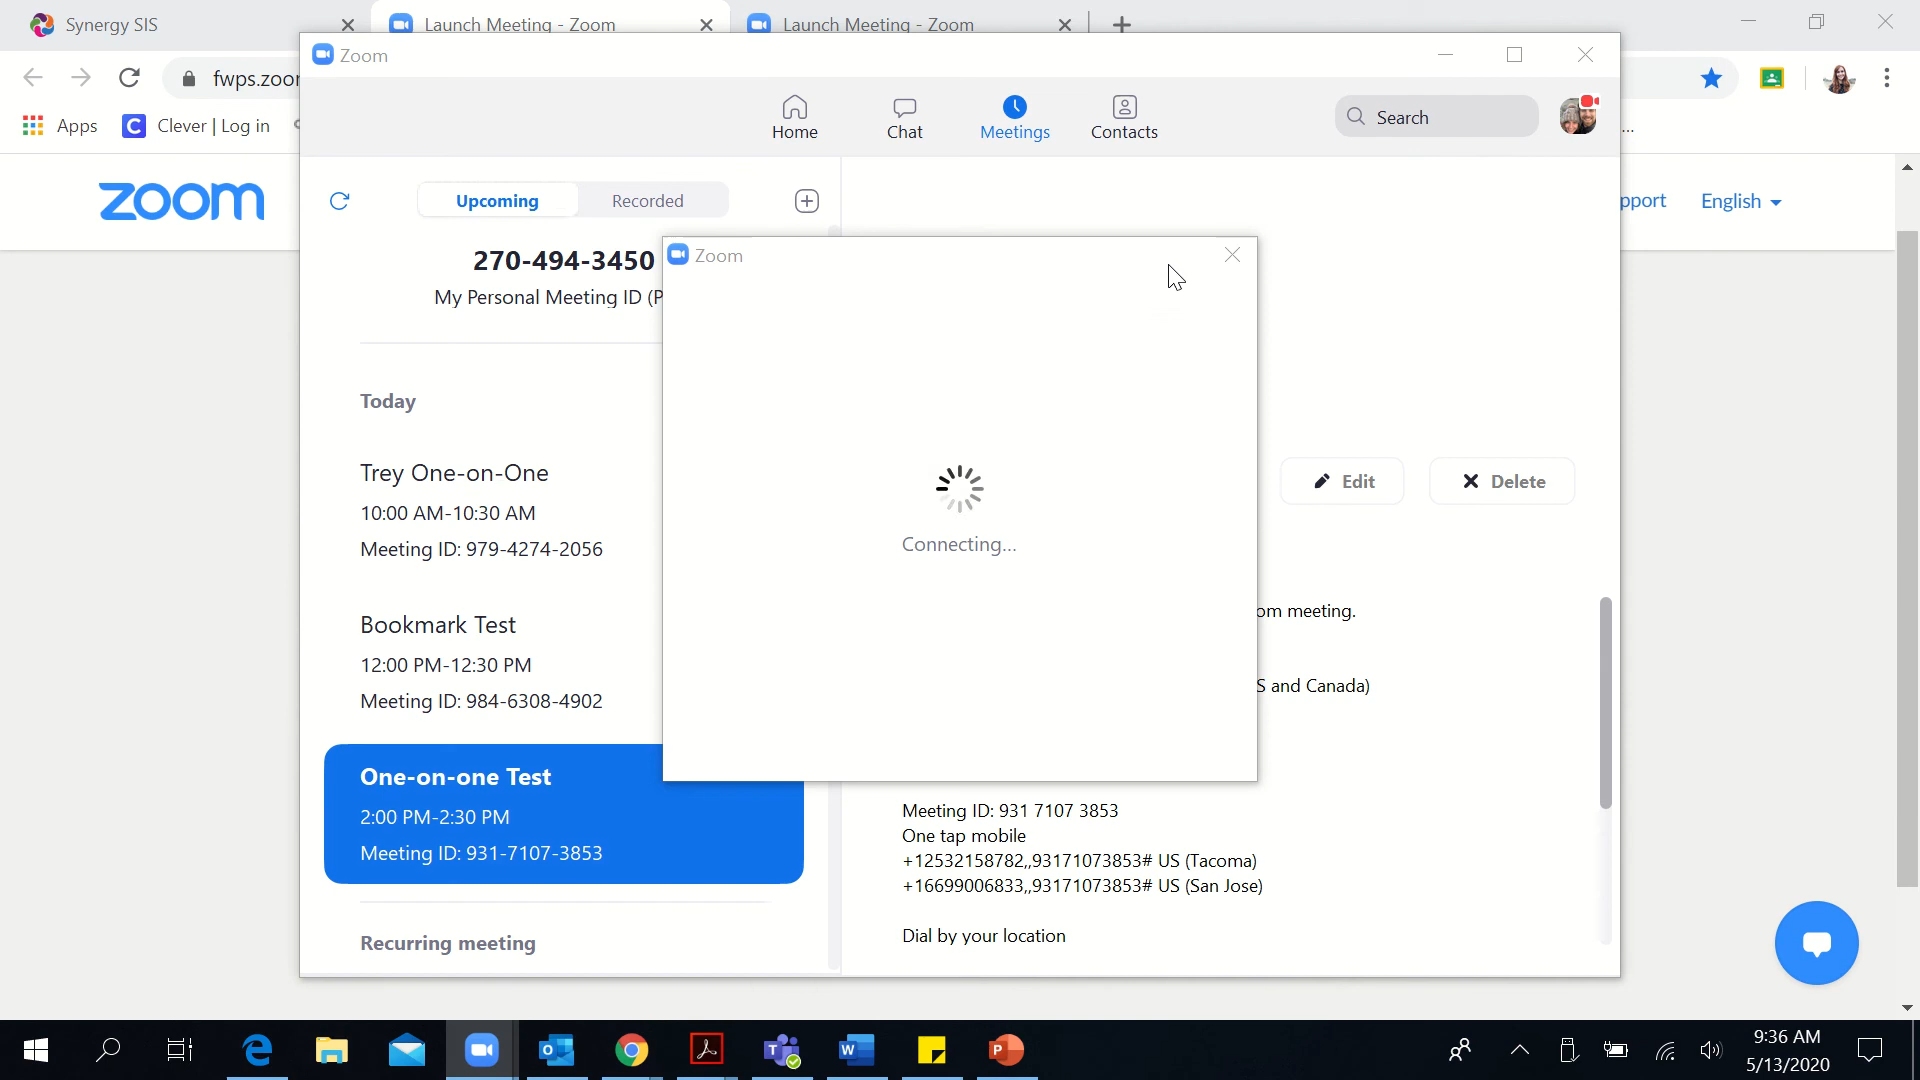 Synergy SIS
Launch Meeting - Zoom
Launch Meeting - Zoom
fwps.zoo
Apps
Clever | Log in
...
zoom
pport
English
Zoom
Home
Chat
Meetings
Contacts
Search
Upcoming
Recorded
270-494-3450
My Personal Meeting ID (P
Today
Trey One-on-One
10:00 AM-10:30 AM
Meeting ID: 979-4274-2056
Bookmark Test
12:00 PM-12:30 PM
Meeting ID: 984-6308-4902
One-on-one Test
2:00 PM-2:30 PM
Meeting ID: 931-7107-3853
Recurring meeting
Zoom
Connecting...
Edit
Delete
om meeting.
S and Canada)
Meeting ID: 931 7107 3853
One tap mobile
+12532158782,,93171073853# US (Tacoma)
+16699006833,,93171073853# US (San Jose)
Dial by your location
9:36 AM
5/13/2020